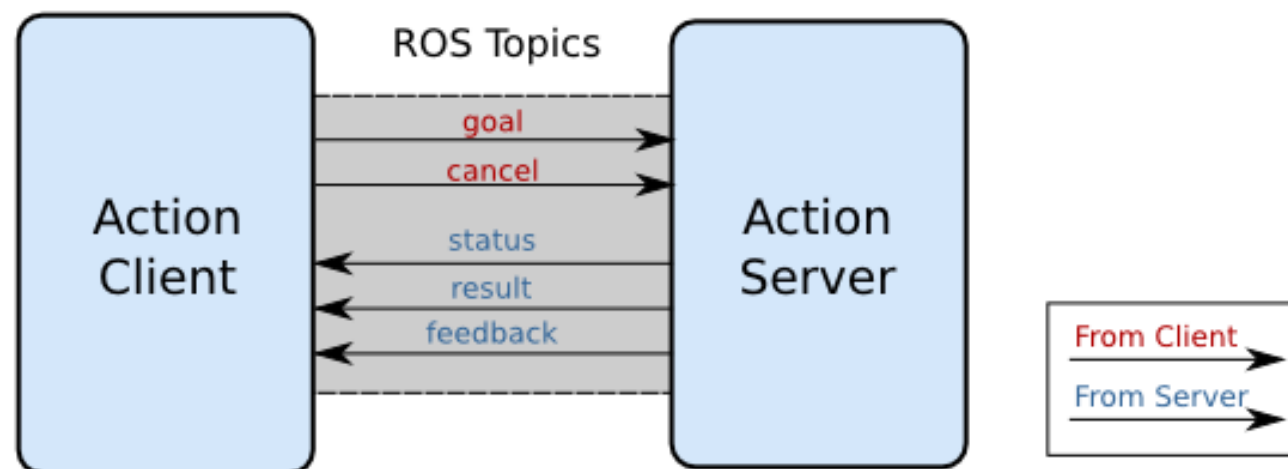 ROS Topics
goal
cancel
status
result
feedback
Action
Client
Action
Server
From Client
From Server